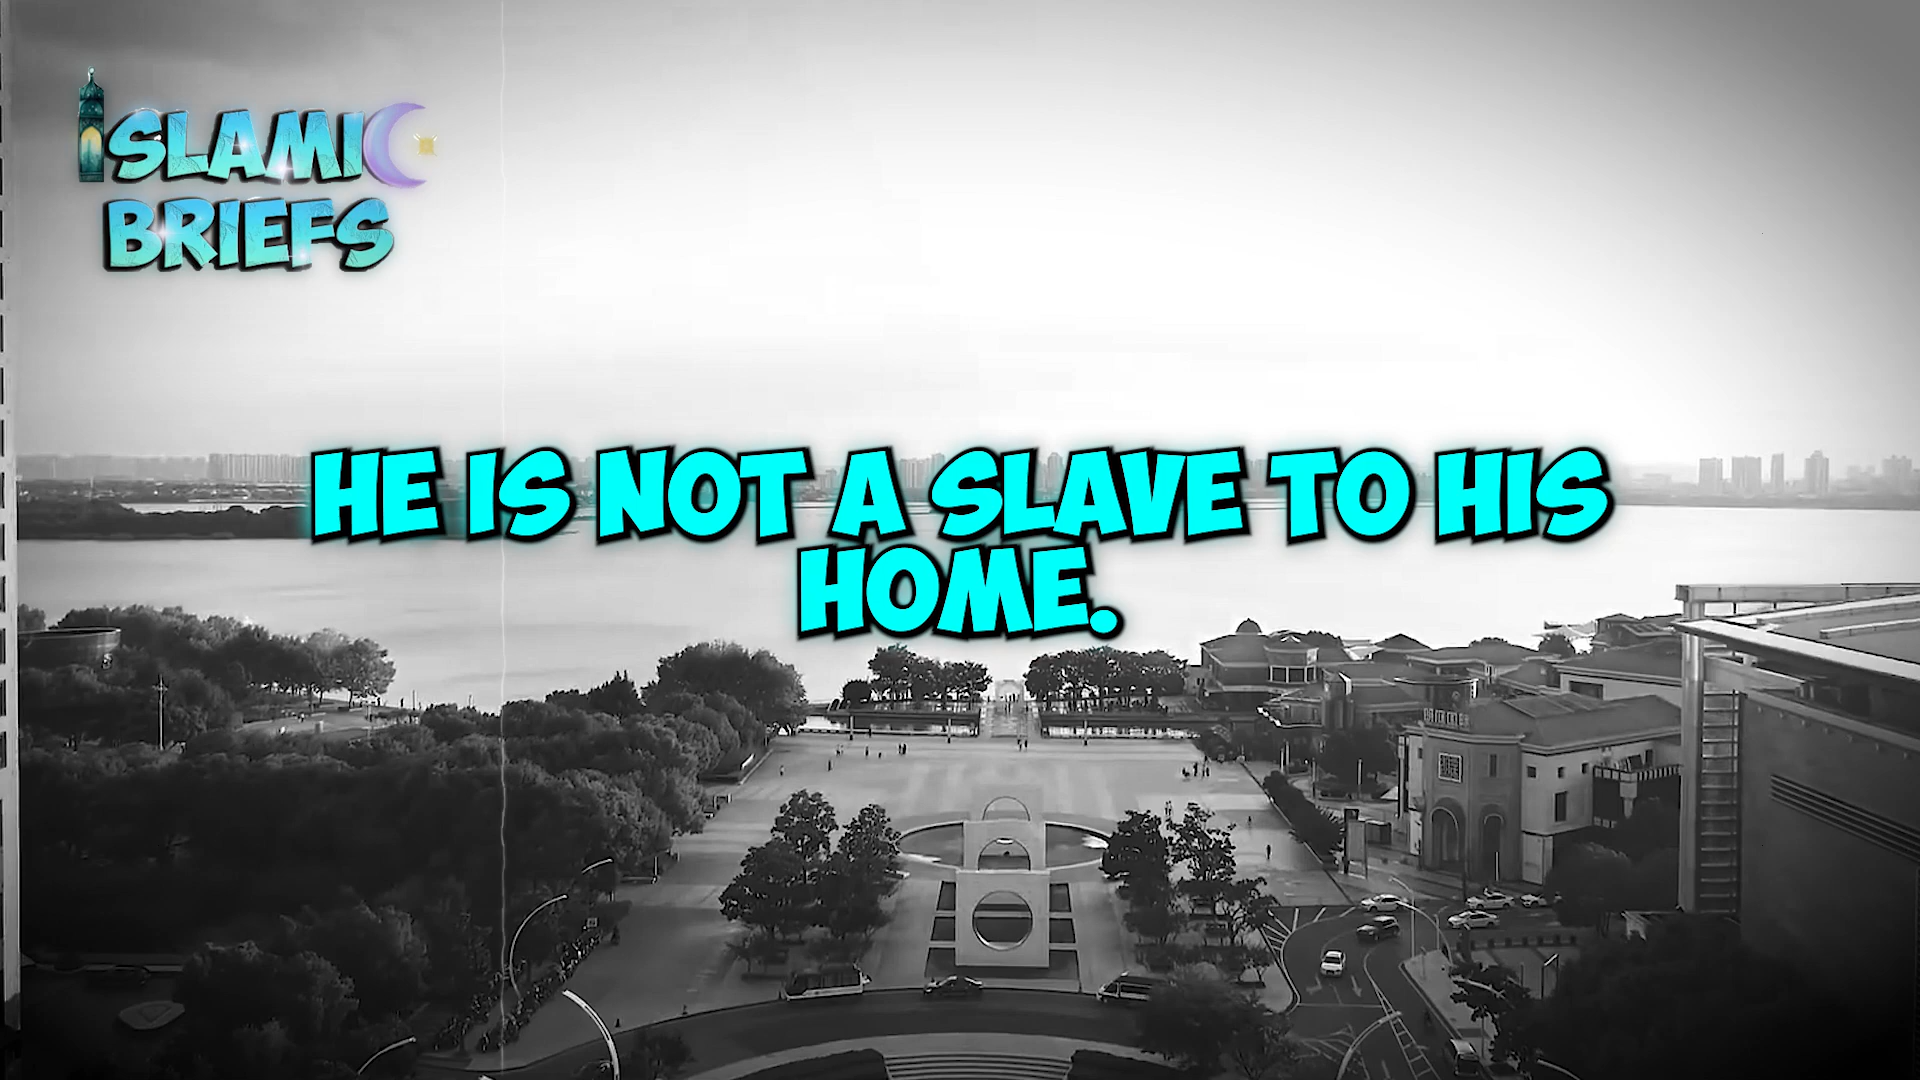 ISLAMIC
BRIEFS
HE IS NOT A SLAVE TO HIS
HOME.